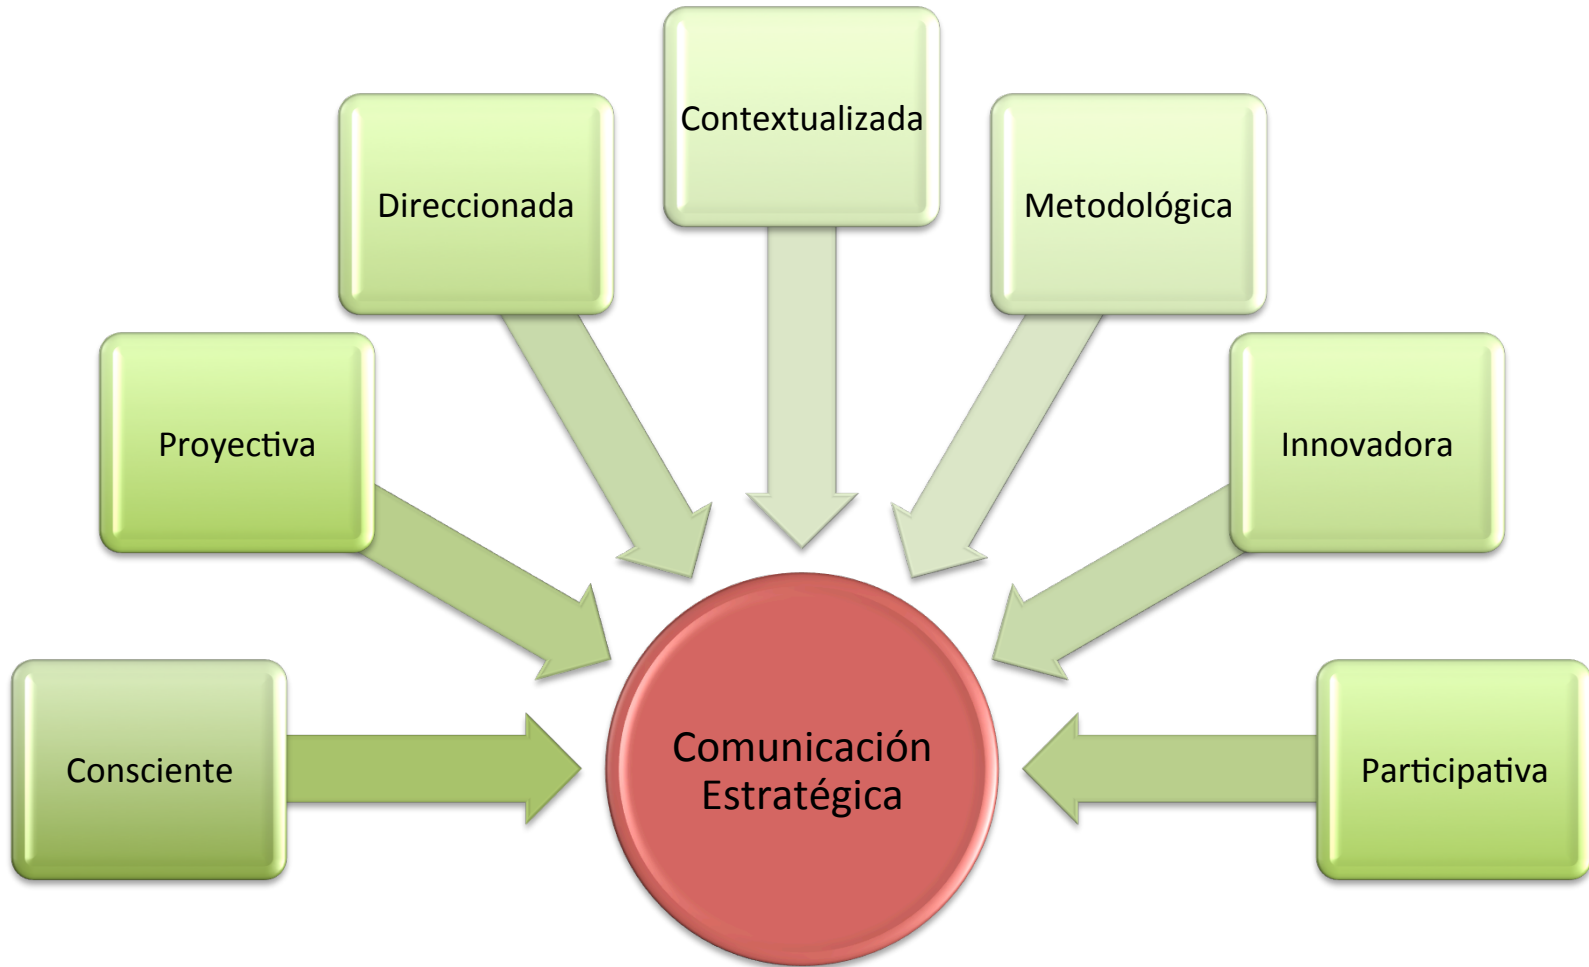 Contextualizada
Direccionada
Metodológica
Proyectiva
Innovadora
Consciente
Comunicación
Estratégica
Participativa